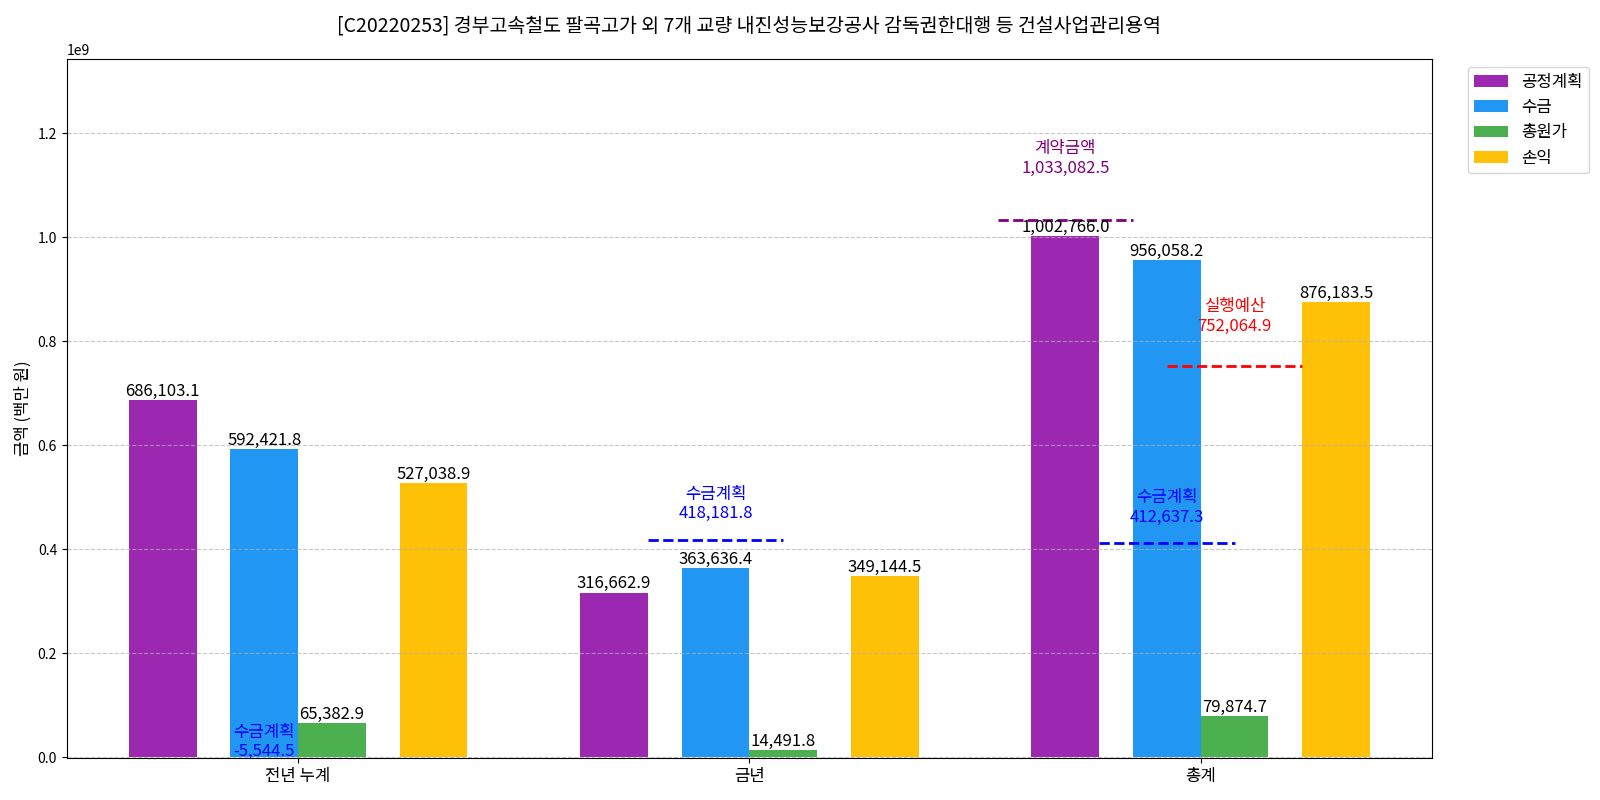 [C20220253] 경부고속철도 팔곡고가 외 7개 교량 내진성능보강공사 감독권한대행 등 건설사업관리용역
1e9
공정계획
수금
총원가
손익
금액 (백만 원)
1.2
1.0
0.8
0.6
0.4
0.2
0.0
686,103.1
592,421.8
수금계획
-5,544.5
65,382.9
527,038.9
316,662.9
수금계획
418,181.8
363,636.4
14,491.8
349,144.5
계약금액
1,033,082.5
1,002,766.0
956,058.2
수금계획
412,637.3
실행예산
752,064.9
79,874.7
876,183.5
전년 누계
금년
총계